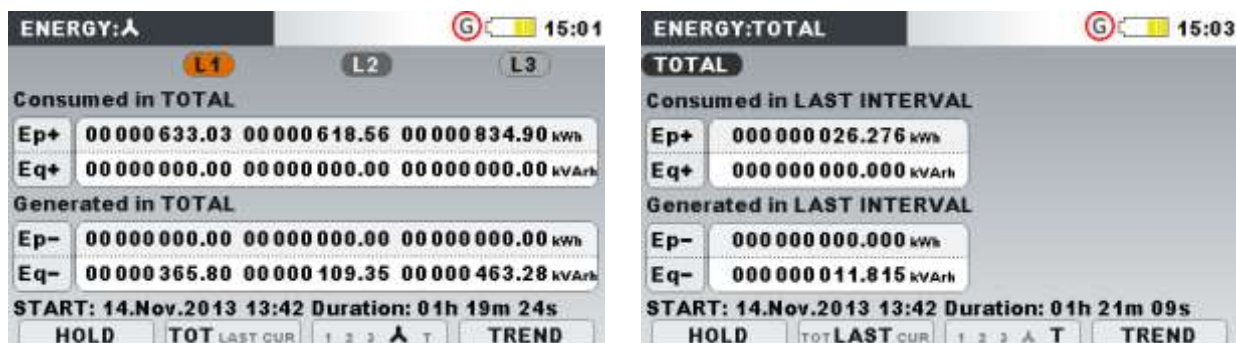 ENERGY:⅄ G 15:01
L1 L2 L3
Consumed in TOTAL
Ep+ 00000633.03 00000618.56 00000834.90 kWh
Eq+ 00000000.00 00000000.00 00000000.00 kVArh
Generated in TOTAL
Ep- 00000000.00 00000000.00 00000000.00 kWh
Eq- 00000365.80 00000109.35 00000463.28 kVArh
START: 14.Nov.2013 13:42 Duration: 01h 19m 24s
HOLD TOT LAST CUR 1 2 3 ⅄ T TREND
ENERGY:TOTAL G 15:03
TOTAL
Consumed in LAST INTERVAL
Ep+ 000000026.276 kWh
Eq+ 000000000.000 kVArh
Generated in LAST INTERVAL
Ep- 000000000.000 kWh
Eq- 000000011.815 kVArh
START: 14.Nov.2013 13:42 Duration: 01h 21m 09s
HOLD TOT LAST CUR 1 2 3 ⅄ T TREND